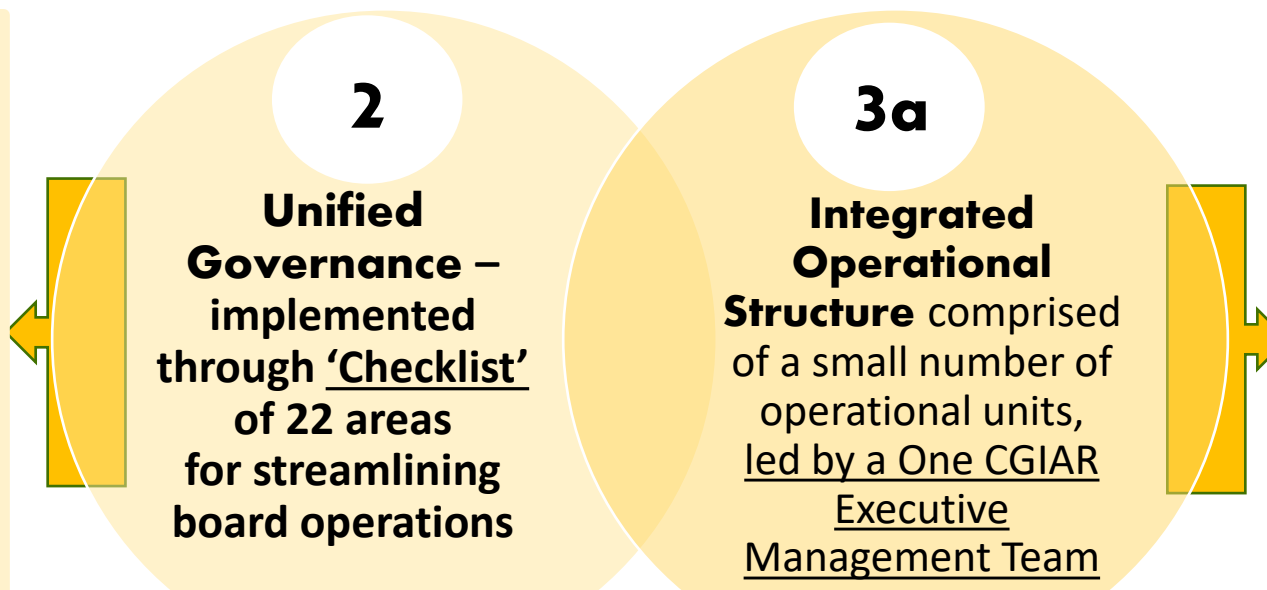 2
Unified
Governance –
implemented
through ‘Checklist’
of 22 areas
for streamlining
board operations
3a
Integrated
Operational
Structure comprised
of a small number of
operational units,
led by a One CGIAR
Executive
Management Team